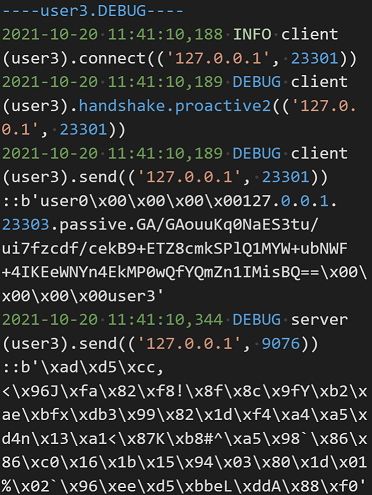 ----user3.DEBUG----
2021-10-20 11:41:10,188 INFO client
(user3).connect(('127.0.0.1', 23301))
2021-10-20 11:41:10,189 DEBUG client
(user3).handshake.proactive2(('127.0.
0.1', 23301))
2021-10-20 11:41:10,189 DEBUG client
(user3).send(('127.0.0.1', 23301))
::b'user0\x00\x00\x00\x00127.0.0.1.
23303.passive.GA/GAouuKq0NaES3tu/
ui7fzcdf/cekB9+ETZ8cmkSPlQ1MYW+ubNWF
+4IKEeWNYn4EkMP0wQfYQmZn1IMisBQ==\x00\
x00\x00\x00user3'
2021-10-20 11:41:10,344 DEBUG server
(user3).send(('127.0.0.1', 9076))
::b'\xad\xd5\xcc,
<\x96J\xfa\x82\xf8!\x8f\x8c\x9fY\xb2\x
ae\xbfx\xdb3\x99\x82\x1d\xf4\xa4\xa5\x
d4n\x13\xa1<\x87K\xb8#^\xa5\x98`\x86\x
86\xc0\x16\x1b\x15\x94\x03\x80\x1d\x01
%\x02`\x96\xee\xd5\xbbeL\xddA\x88\xf0'